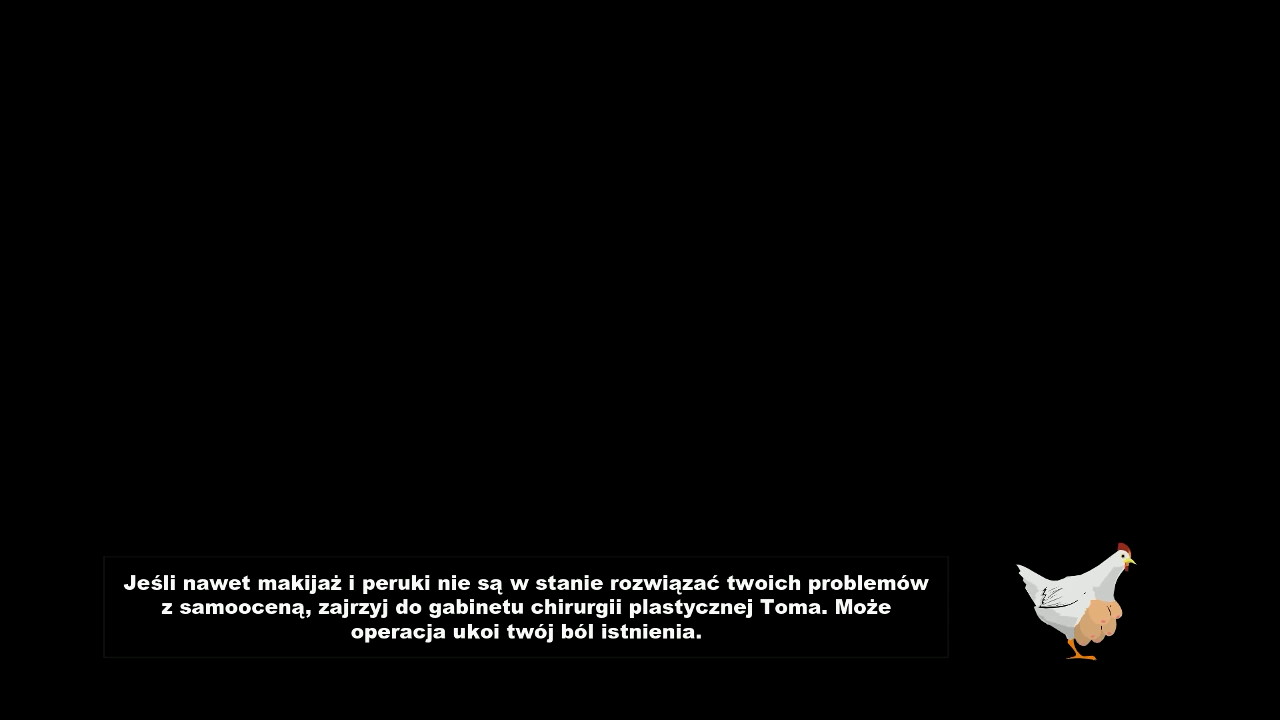 Jeśli nawet makijaż i peruki nie są w stanie rozwiązać twoich problemów
z samooceną, zajrzyj do gabinetu chirurgii plastycznej Toma. Może
operacja ukoi twój ból istnienia.